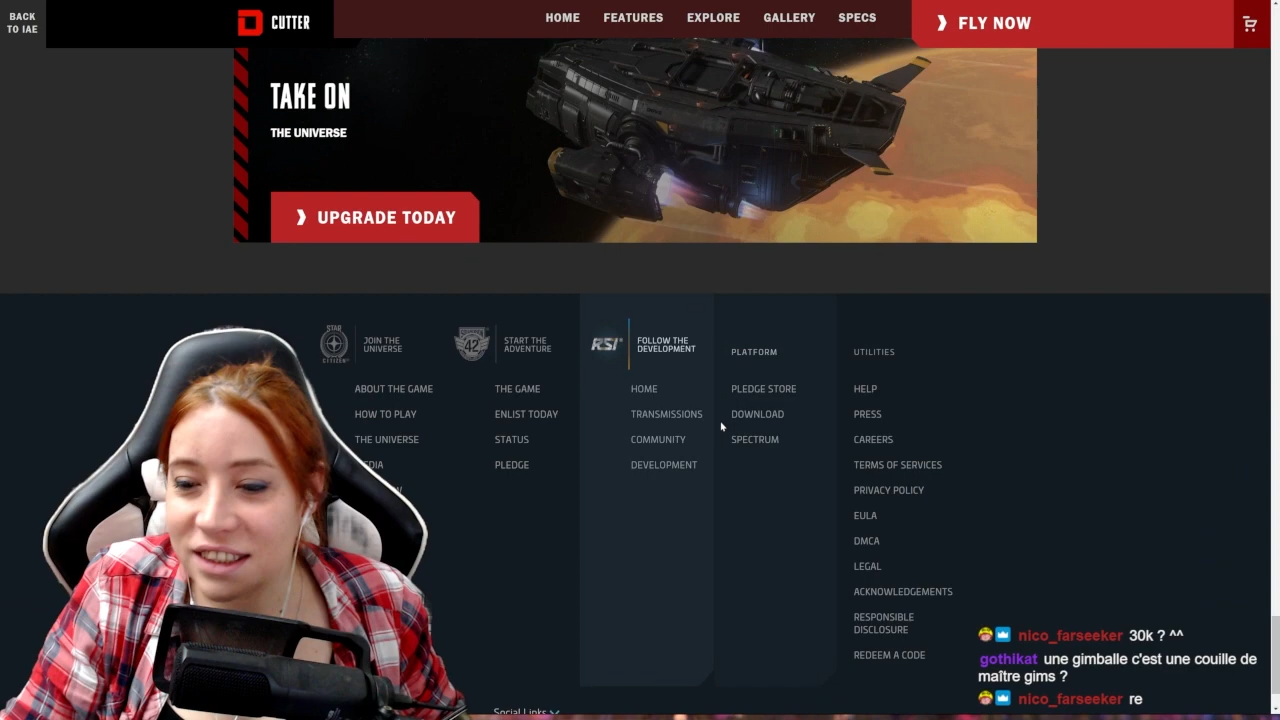 BACK
TO IAE
CUTTER
HOME
FEATURES
EXPLORE
GALLERY
SPECS
FLY NOW
TAKE ON
THE UNIVERSE
UPGRADE TODAY
STAR
CITIZEN
JOIN THE
UNIVERSE
ABOUT THE GAME
HOW TO PLAY
THE UNIVERSE
42
START THE
ADVENTURE
THE GAME
ENLIST TODAY
STATUS
PLEDGE
RSI
FOLLOW THE
DEVELOPMENT
HOME
TRANSMISSIONS
COMMUNITY
DEVELOPMENT
PLATFORM
PLEDGE STORE
DOWNLOAD
SPECTRUM
UTILITIES
HELP
PRESS
CAREERS
TERMS OF SERVICES
PRIVACY POLICY
EULA
DMCA
LEGAL
ACKNOWLEDGEMENTS
RESPONSIBLE
DISCLOSURE
REDEEM A CODE
Social Links
nico_farseeker 30k ? ^^
gothikat une gimballe c'est une couille de
maître gims ?
nico_farseeker re